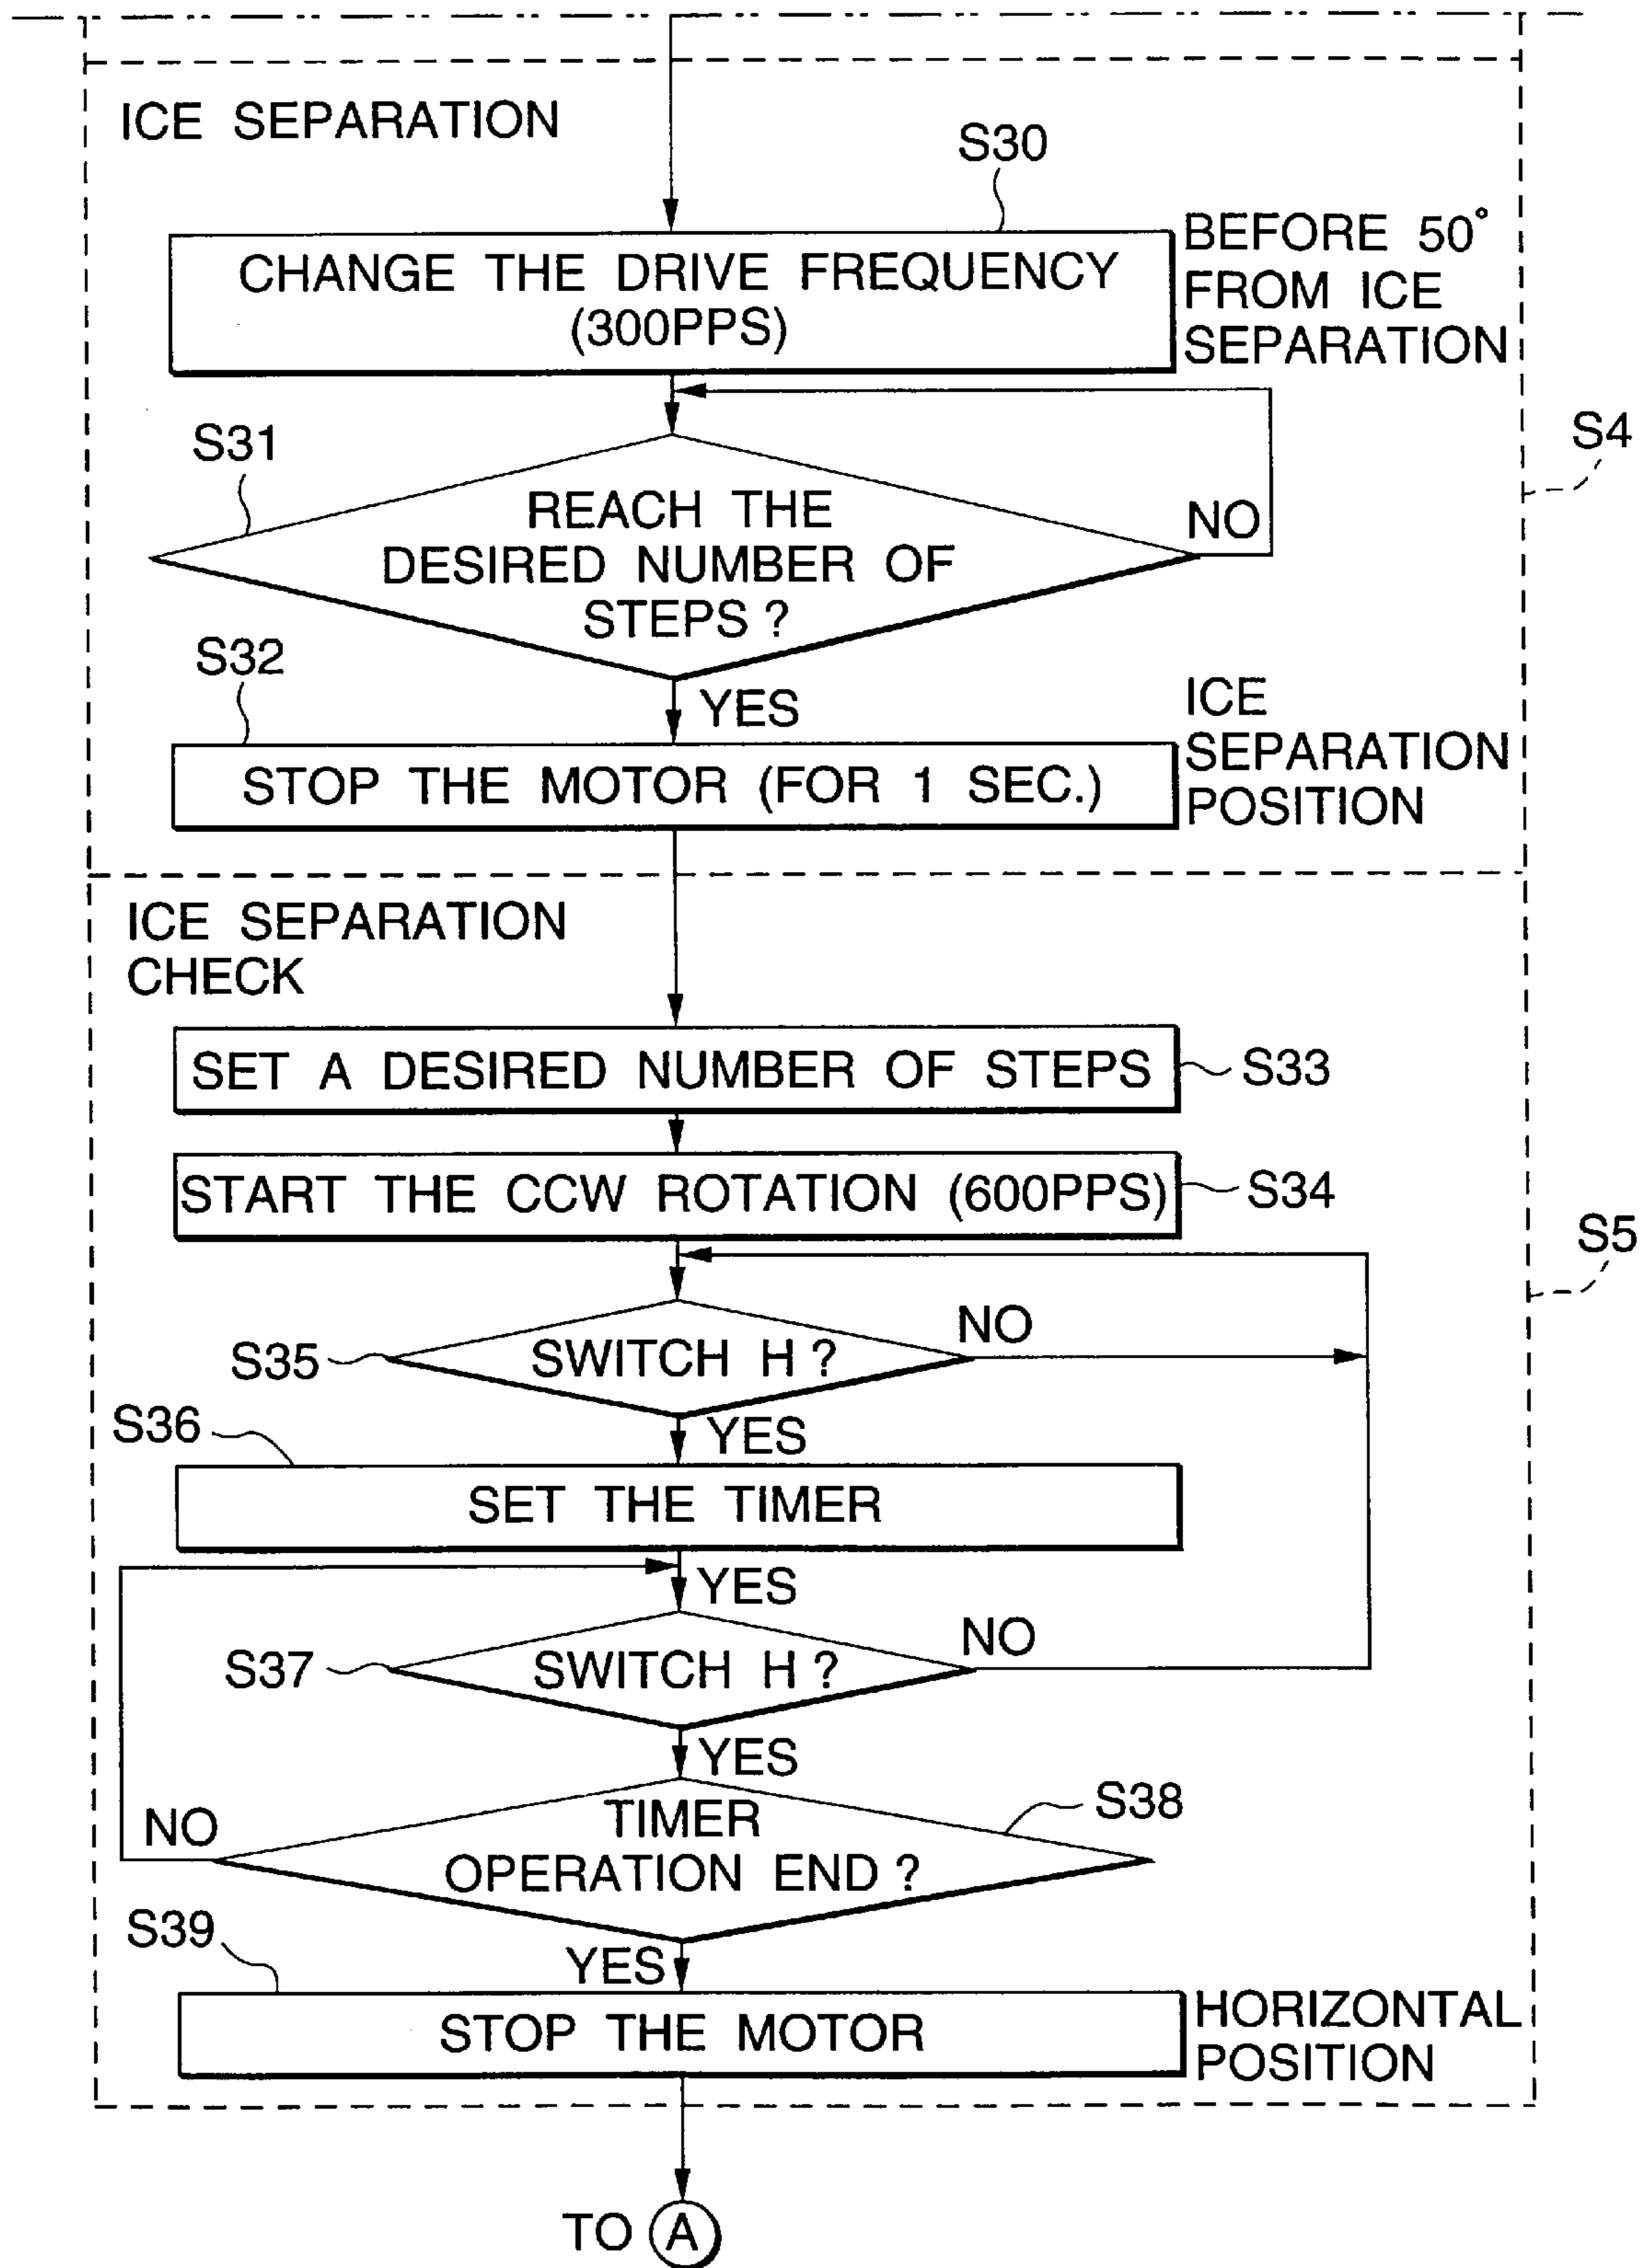 ICE SEPARATION
S30
CHANGE THE DRIVE FREQUENCY
(300PPS)
BEFORE 50°
FROM ICE
SEPARATION
S4
S31
REACH THE
DESIRED NUMBER OF
STEPS?
NO
S32
YES
STOP THE MOTOR (FOR 1 SEC.)
ICE
SEPARATION
POSITION
ICE SEPARATION
CHECK
SET A DESIRED NUMBER OF STEPS
S33
START THE CCW ROTATION (600PPS)
S34
S5
S35
SWITCH H?
NO
S36
YES
SET THE TIMER
YES
S37
SWITCH H?
NO
YES
S38
NO
TIMER
OPERATION END?
S39
YES
STOP THE MOTOR
HORIZONTAL
POSITION
TO A